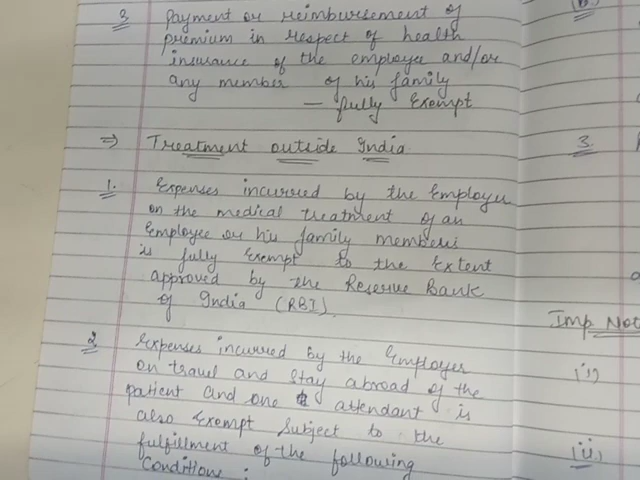 3 Payment or reimbursement of
premium in respect of health
insurance of the employee and/or
any member of his family
— fully Exempt
⇒ Treatment outside India
1. Expenses incurred by the Employer
on the medical treatment of an
Employee or his family members
is fully Exempt to the Extent
approved by the Reserve Bank
of India (RBI).
2. Expenses incurred by the Employer
on travel and stay abroad of the
patient and one attendant is
also Exempt subject to the
fulfillment of the following
Conditions :
3.
Imp Not
(i)
(ii)